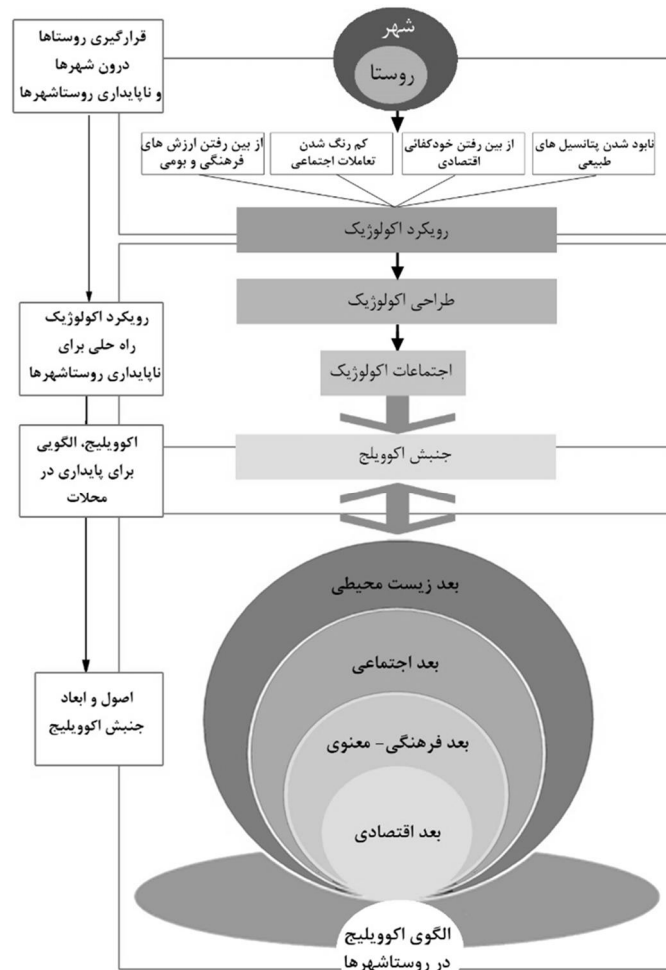 شهر
روستا
قرارگیری روستاها
درون شهرها
و ناپایداری روستاشهرها
نابود شدن پتانسیل های
طبیعی
از بین رفتن خودکفائی
اقتصادی
کم رنگ شدن
تعاملات اجتماعی
از بین رفتن ارزش های
فرهنگی و بومی
رویکرد اکولوژیک
طراحی اکولوژیک
رویکرد اکولوژیک
راه حلی برای
ناپایداری روستاشهرها
اجتماعات اکولوژیک
جنبش اکوویلج
اکوویلیج، الگویی
برای پایداری در
محلات
بعد زیست محیطی
بعد اجتماعی
بعد فرهنگی- معنوی
بعد اقتصادی
اصول و ابعاد
جنبش اکوویلیج
الگوی اکوویلیج
در روستاشهرها